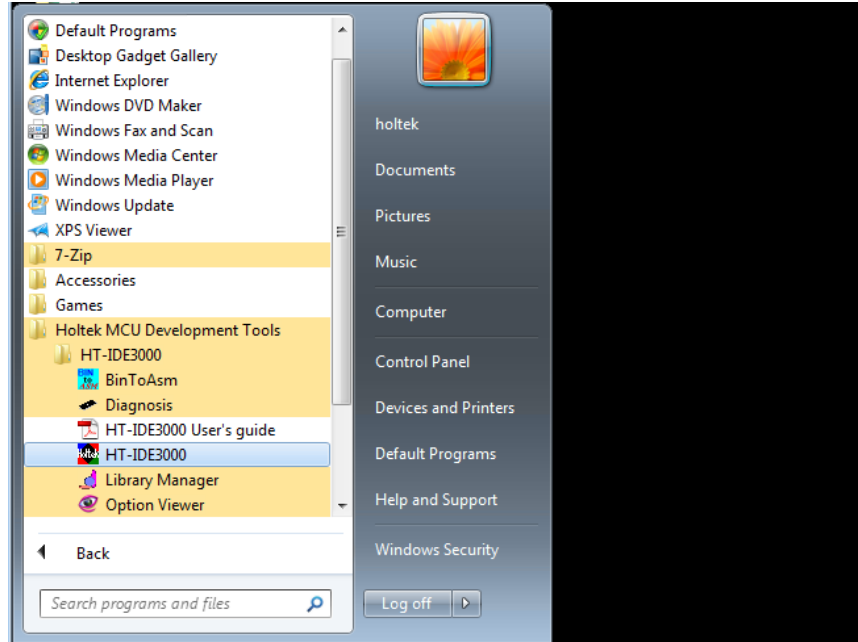 Default Programs
Desktop Gadget Gallery
Internet Explorer
Windows DVD Maker
Windows Fax and Scan
Windows Media Center
Windows Media Player
Windows Update
XPS Viewer
7-Zip
Accessories
Games
Holtek MCU Development Tools
HT-IDE3000
BinToAsm
Diagnosis
HT-IDE3000 User's guide
HT-IDE3000
Library Manager
Option Viewer
Back
Search programs and files
holtek
Documents
Pictures
Music
Computer
Control Panel
Devices and Printers
Default Programs
Help and Support
Windows Security
Log off